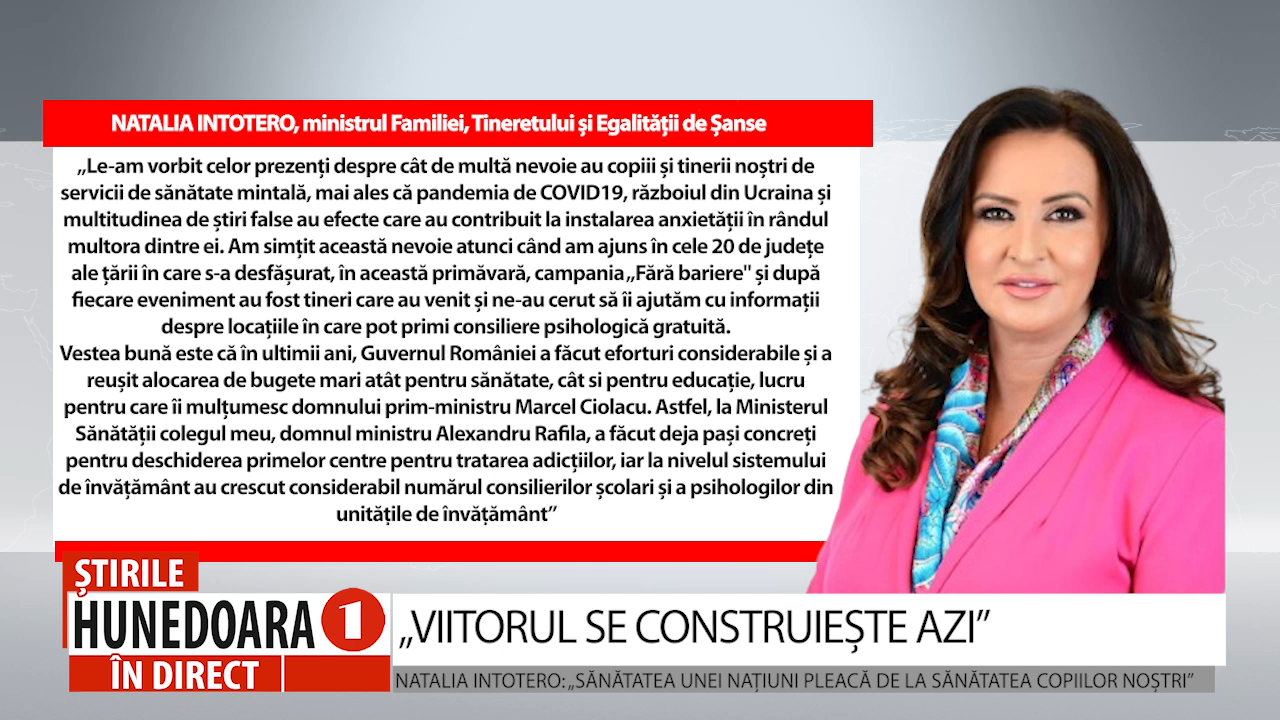 NATALIA INTOTERO, ministrul Familiei, Tineretului și Egalității de Șanse
„Le-am vorbit celor prezenți despre cât de multă nevoie au copiii și tinerii noștri de
servicii de sănătate mintală, mai ales că pandemia de COVID19, războiul din Ucraina și
multitudinea de știri false au efecte care au contribuit la instalarea anxietății în rândul
multora dintre ei. Am simțit această nevoie atunci când am ajuns în cele 20 de județe
ale țării în care s-a desfășurat, în această primăvară, campania „Fără bariere" și după
fiecare eveniment au fost tineri care au venit și ne-au cerut să îi ajutăm cu informații
despre locațiile în care pot primi consiliere psihologică gratuită.
Vestea bună este că în ultimii ani, Guvernul României a făcut eforturi considerabile și a
reușit alocarea de bugete mari atât pentru sănătate, cât si pentru educație, lucru
pentru care îi mulțumesc domnului prim-ministru Marcel Ciolacu. Astfel, la Ministerul
Sănătății colegul meu, domnul ministru Alexandru Rafila, a făcut deja pași concreți
pentru deschiderea primelor centre pentru tratarea adicțiilor, iar la nivelul sistemului
de învățământ au crescut considerabil numărul consilierilor școlari și a psihologilor din
unitățile de învățământ”
ȘTIRILE
HUNEDOARA 1
ÎN DIRECT
„VIITORUL SE CONSTRUIEȘTE AZI”
NATALIA INTOTERO: „SĂNĂTATEA UNEI NAȚIUNI PLEACĂ DE LA SĂNĂTATEA COPIILOR NOȘTRI”